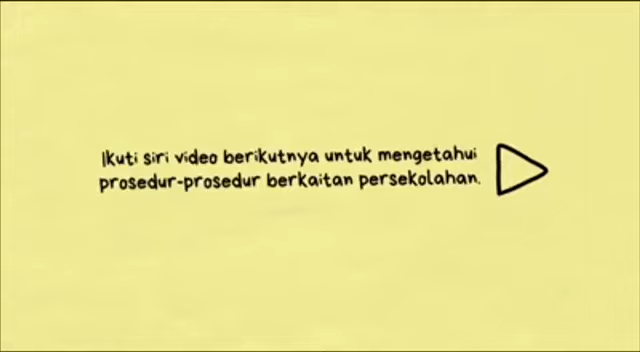 Ikuti siri video berikutnya untuk mengetahui
prosedur-prosedur berkaitan persekolahan.